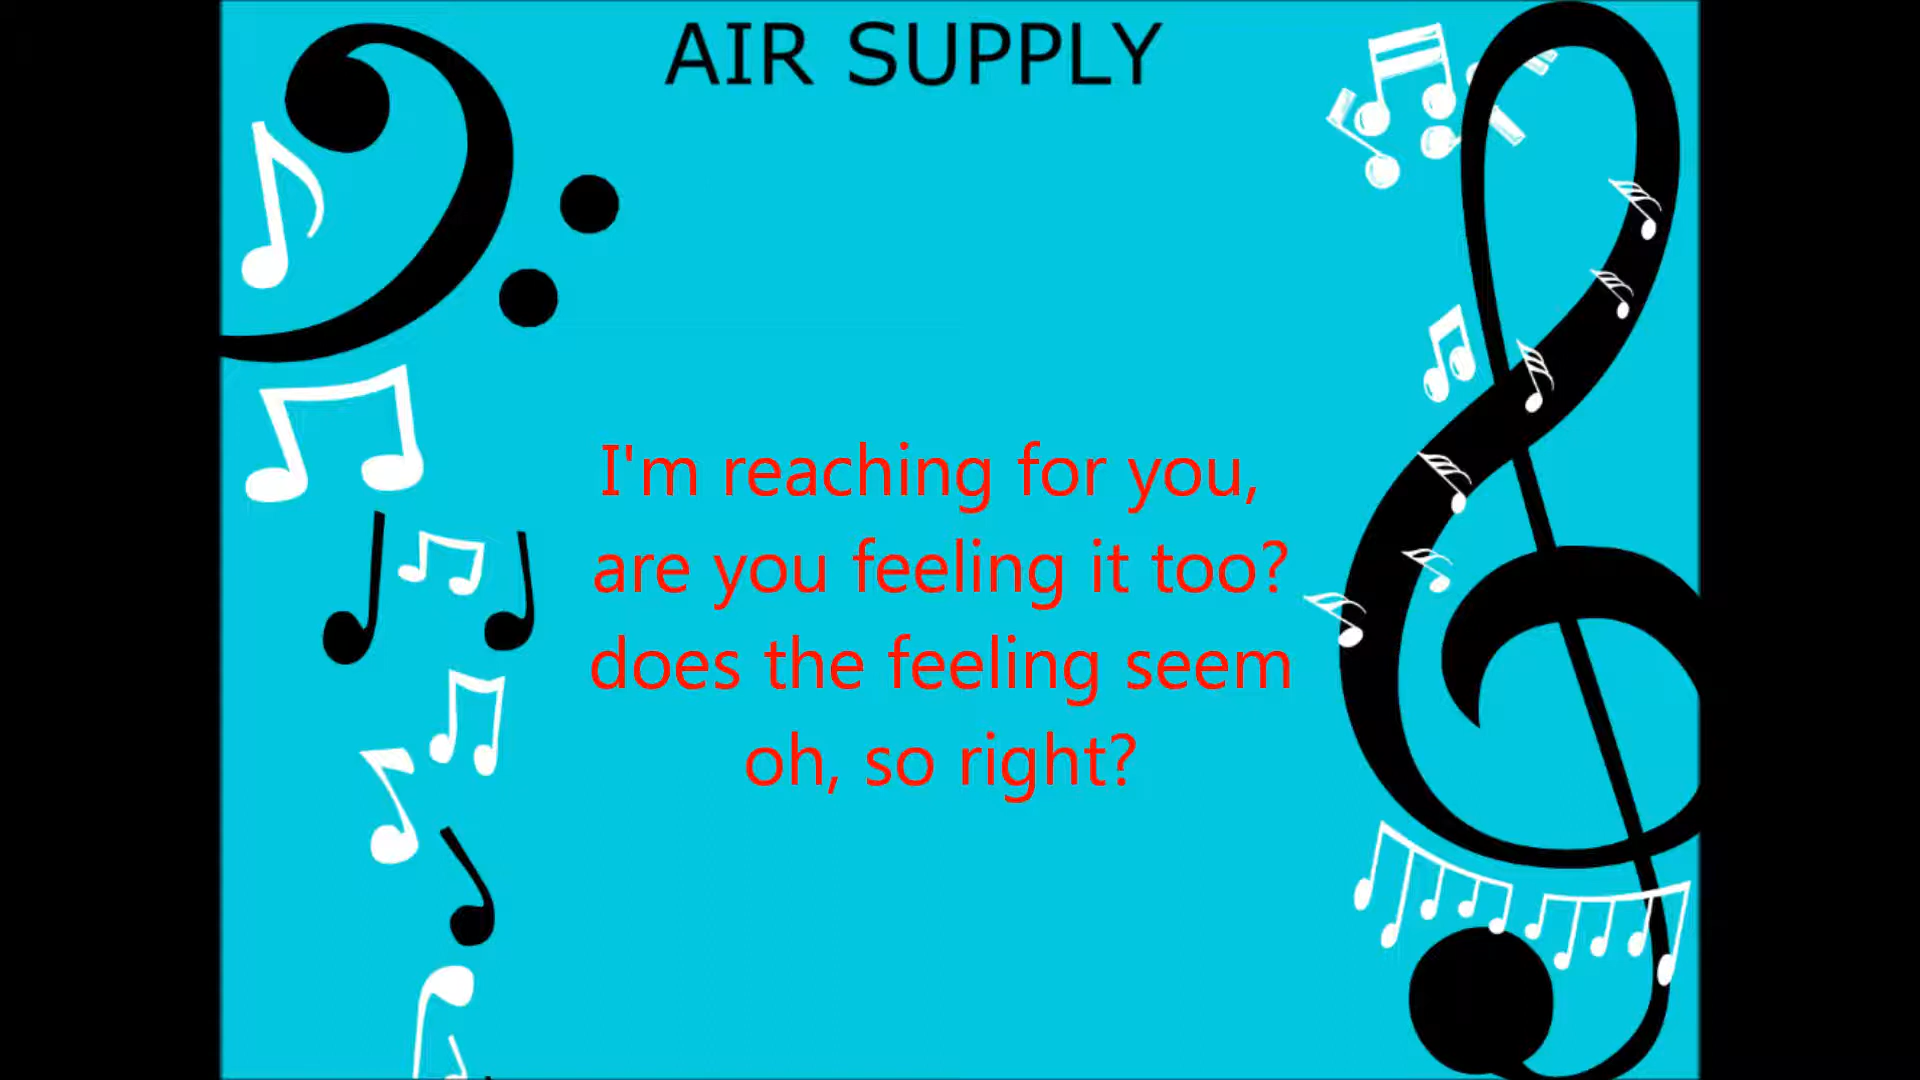 AIR SUPPLY
I'm reaching for you,
are you feeling it too?
does the feeling seem
oh, so right?